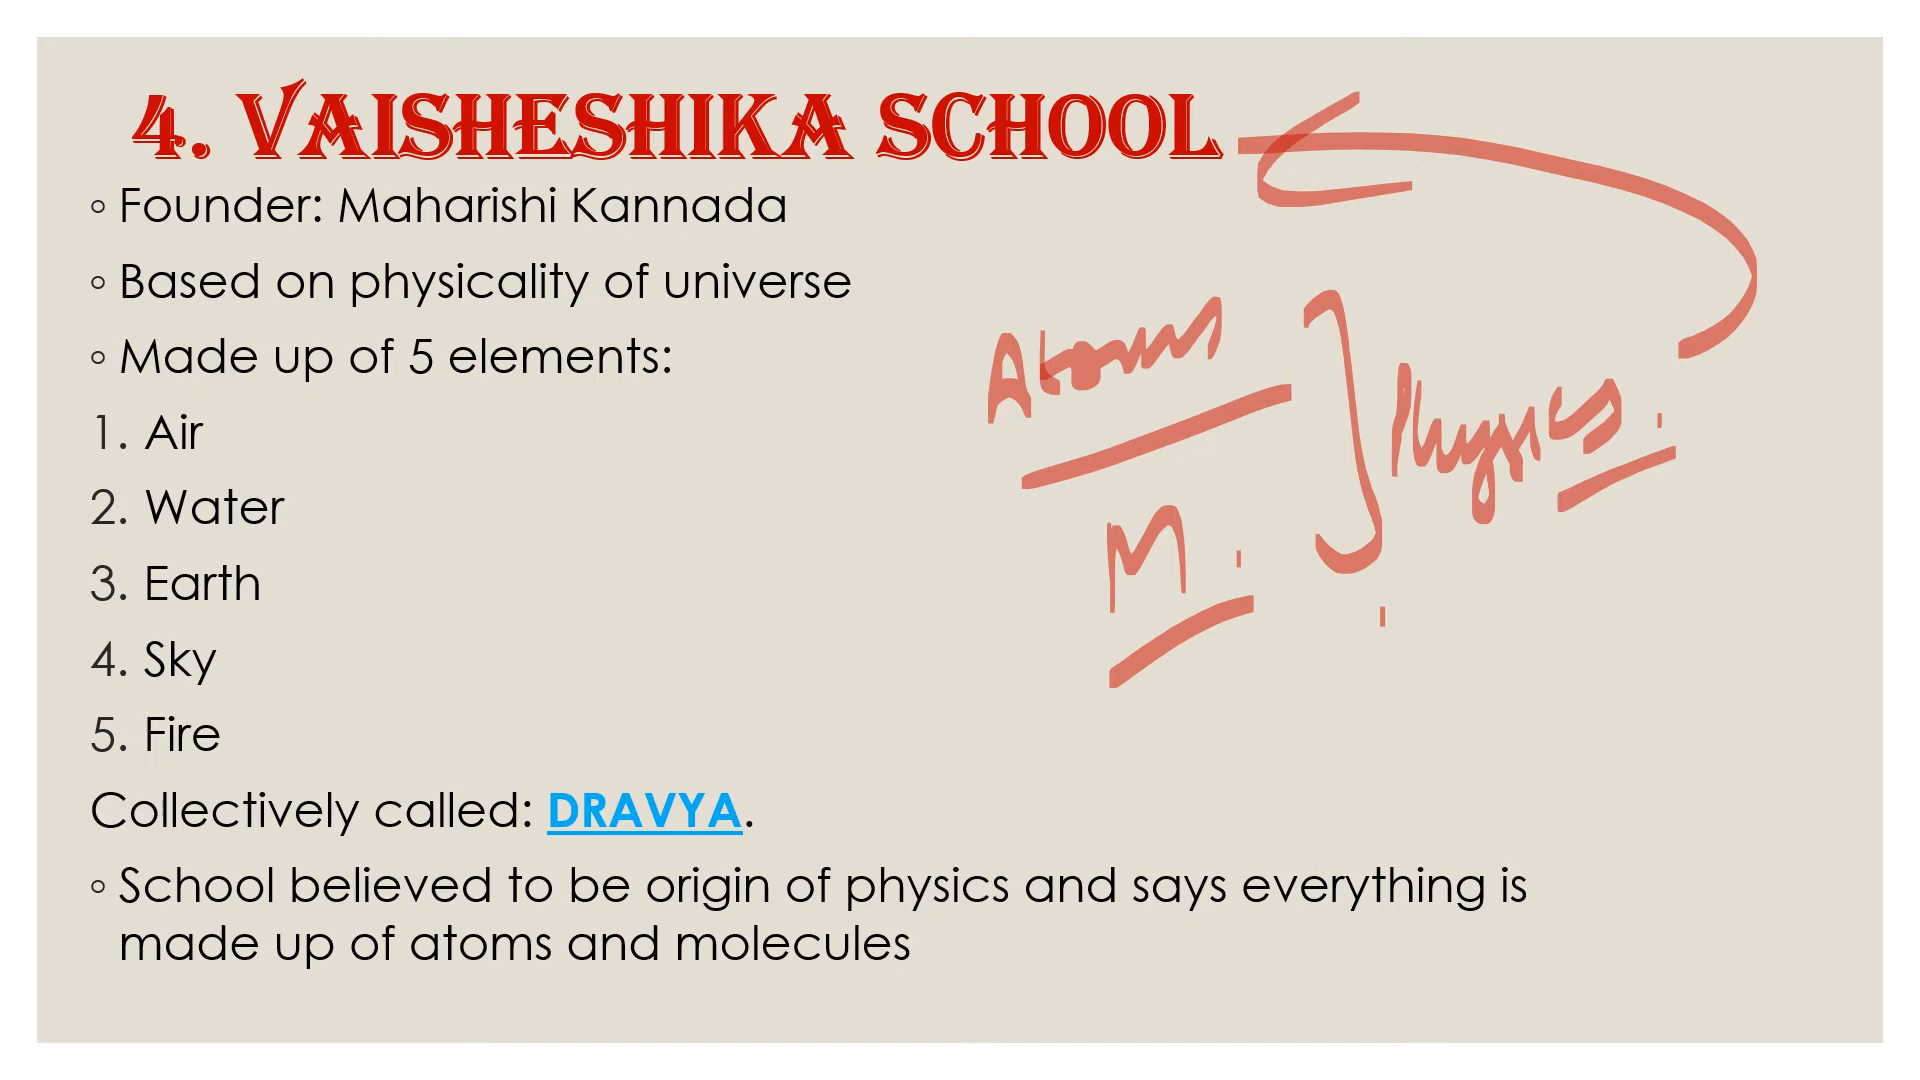 4. VAISHESHIKA SCHOOL
◦ Founder: Maharishi Kannada
◦ Based on physicality of universe
◦ Made up of 5 elements:
1. Air
2. Water
3. Earth
4. Sky
5. Fire
Collectively called: DRAVYA.
◦ School believed to be origin of physics and says everything is
made up of atoms and molecules
Atoms
M.
Physics.